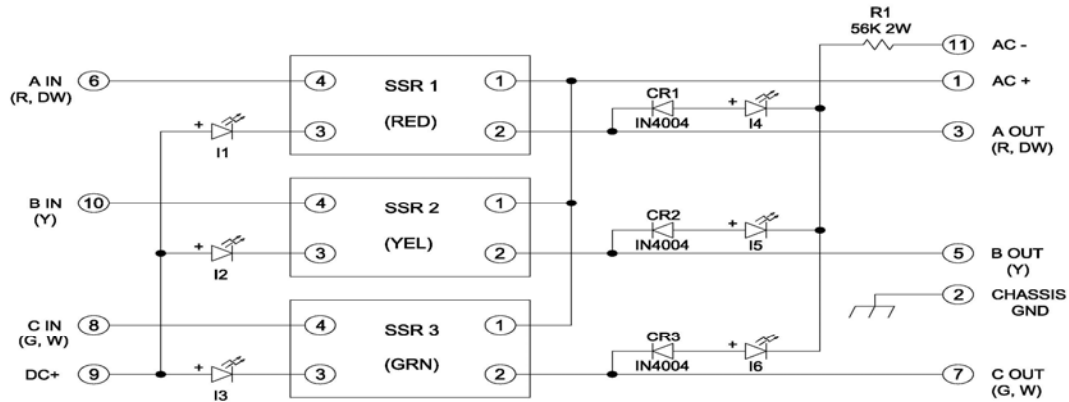 R1
56K 2W
11 AC -
A IN 6 4 SSR 1 1 1 AC +
(R, DW)
CR1
+ 3 (RED) 2 IN4004 + I4 3 A OUT
I1 (R, DW)
B IN 10 4 SSR 2 1
(Y)
CR2
+ 3 (YEL) 2 IN4004 + I5 5 B OUT
I2 (Y)
2 CHASSIS
GND
C IN 8 4 SSR 3 1
(G, W)
CR3
+ (GRN) IN4004 + I6
DC+ 9 3 2 7 C OUT
I3 (G, W)